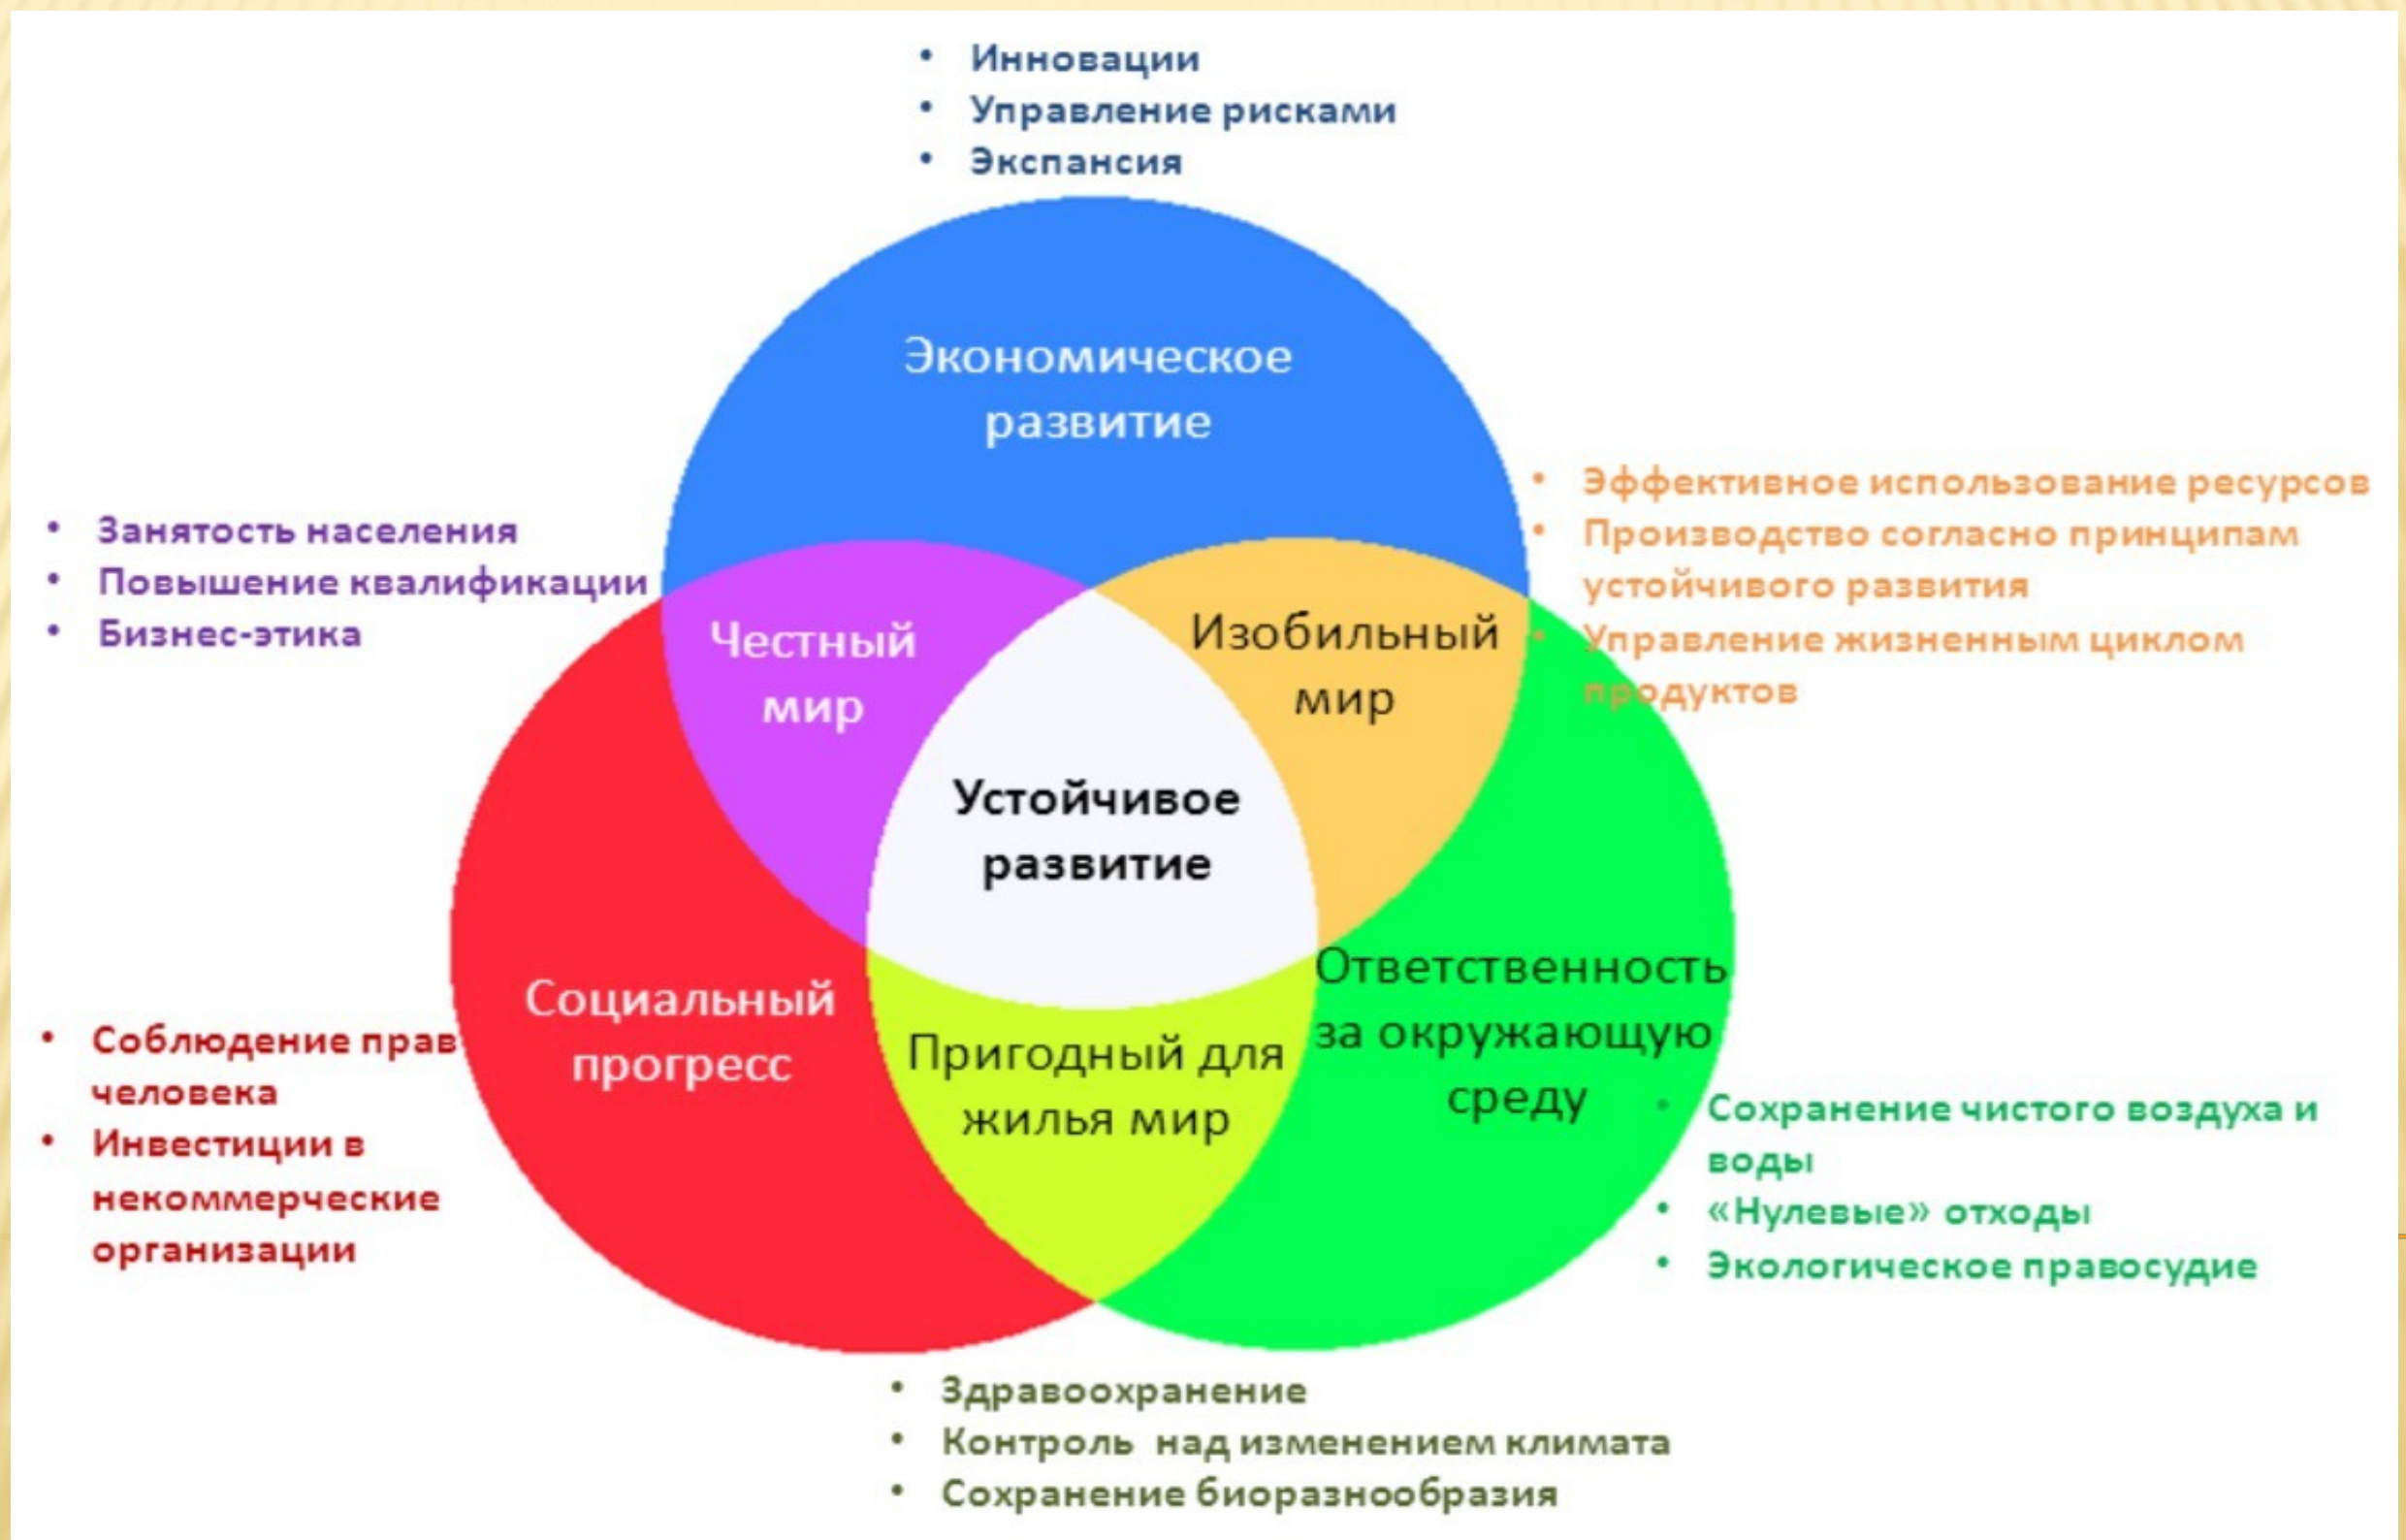 • Инновации
• Управление рисками
• Экспансия
Экономическое
развитие
• Занятость населения
• Повышение квалификации
• Бизнес-этика
• Эффективное использование ресурсов
• Производство согласно принципам
устойчивого развития
• Управление жизненным циклом
продуктов
Честный
мир
Изобильный
мир
Устойчивое
развитие
Социальный
прогресс
Пригодный для
жилья мир
Ответственность
за окружающую
среду
• Соблюдение прав
человека
• Инвестиции в
некоммерческие
организации
• Сохранение чистого воздуха и
воды
• «Нулевые» отходы
• Экологическое правосудие
• Здравоохранение
• Контроль над изменением климата
• Сохранение биоразнообразия